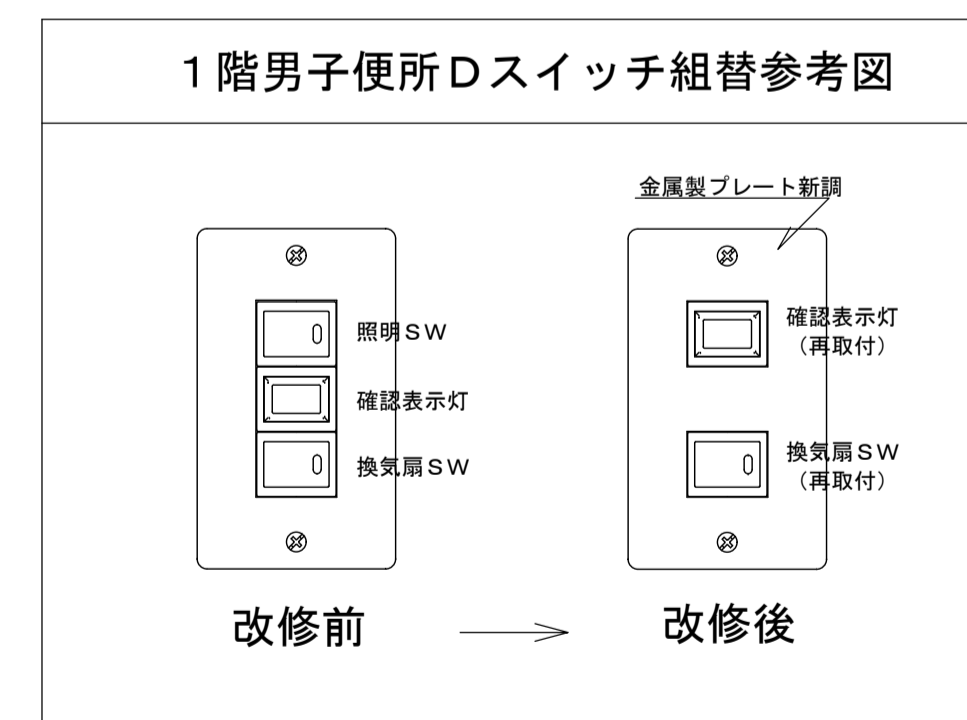 １階男子便所Ｄスイッチ組替参考図
金属製プレート新調
照明ＳＷ
確認表示灯
換気扇ＳＷ
確認表示灯
（再取付）
換気扇ＳＷ
（再取付）
改修前
改修後